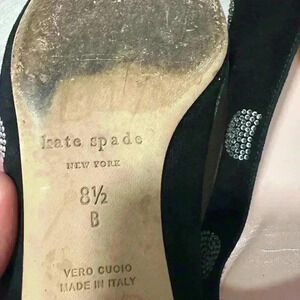 kate spade
NEW YORK
8½
B
VERO CUOIO
MADE IN ITALY